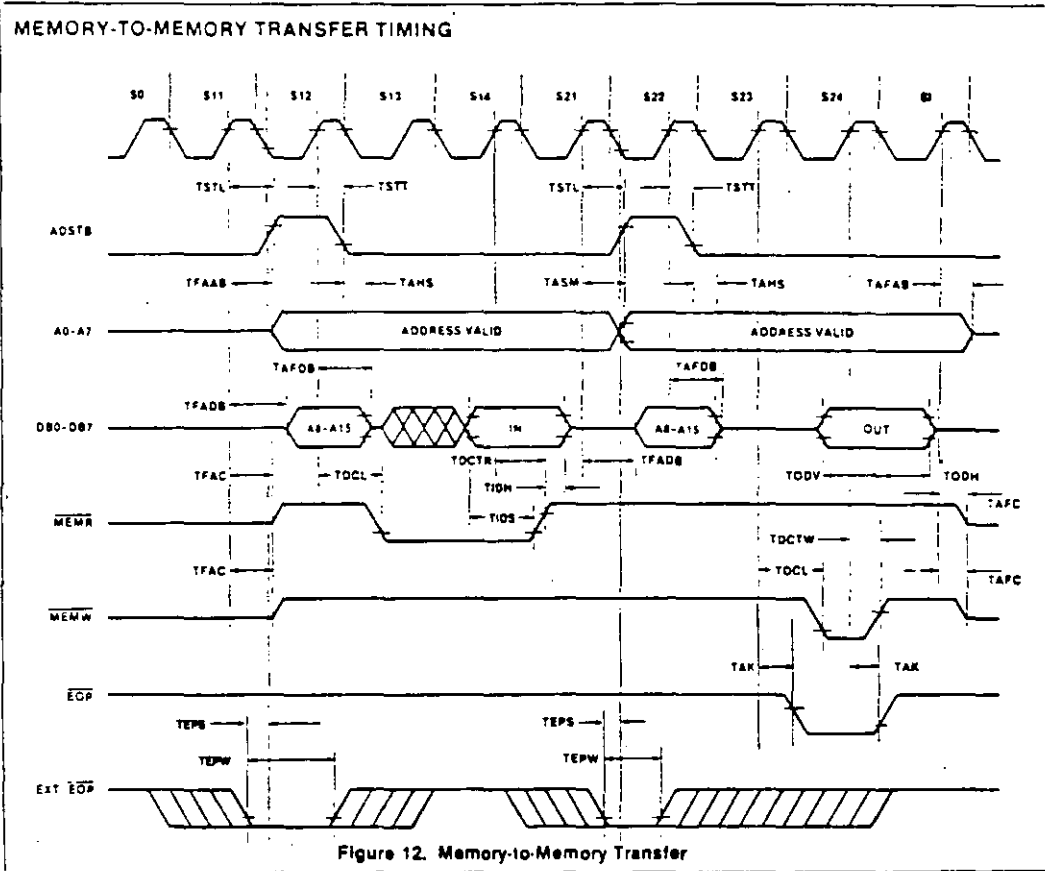 MEMORY-TO-MEMORY TRANSFER TIMING
S0 S11 S12 S13 S14 S21 S22 S23 S24 SI
TSTL TSTT TSTL TSTT
ADSTB
TFAAB TAHS TASM TAHS TAFAB
A0-A7 ADDRESS VALID ADDRESS VALID
TAFDB TAFDB
TFADB
DB0-DB7 A8-A15 IN A8-A15 OUT
TDCTR TFADB
TFAC TDCL TIDH TODV TODH
MEMR TIDS TAFC
TDCTW
TFAC TDCL TAFC
MEMW
TAK TAK
EOP
TEPS TEPS
TEPW TEPW
EXT EOP
Figure 12. Memory-to-Memory Transfer